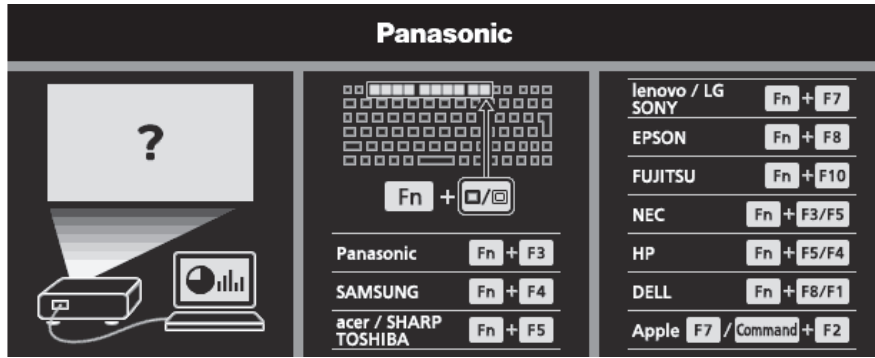 Panasonic
?
Fn + □/回
Panasonic Fn + F3
SAMSUNG Fn + F4
acer / SHARP
TOSHIBA Fn + F5
lenovo / LG
SONY Fn + F7
EPSON Fn + F8
FUJITSU Fn + F10
NEC Fn + F3/F5
HP Fn + F5/F4
DELL Fn + F8/F1
Apple F7 / Command + F2